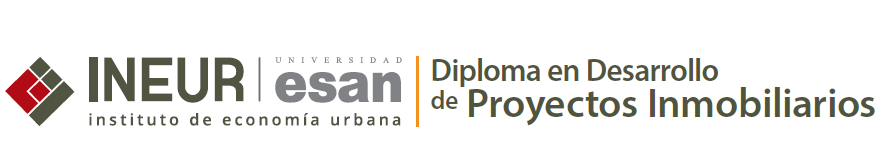 INEUR
UNIVERSIDAD
esan
instituto de economía urbana
Diploma en Desarrollo
de Proyectos Inmobiliarios